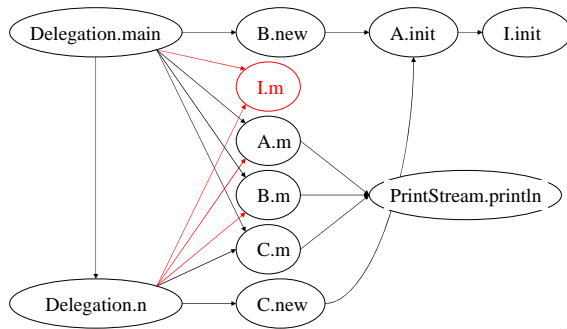 Delegation.main
B.new
A.init
I.init
I.m
A.m
B.m
PrintStream.println
C.m
Delegation.n
C.new